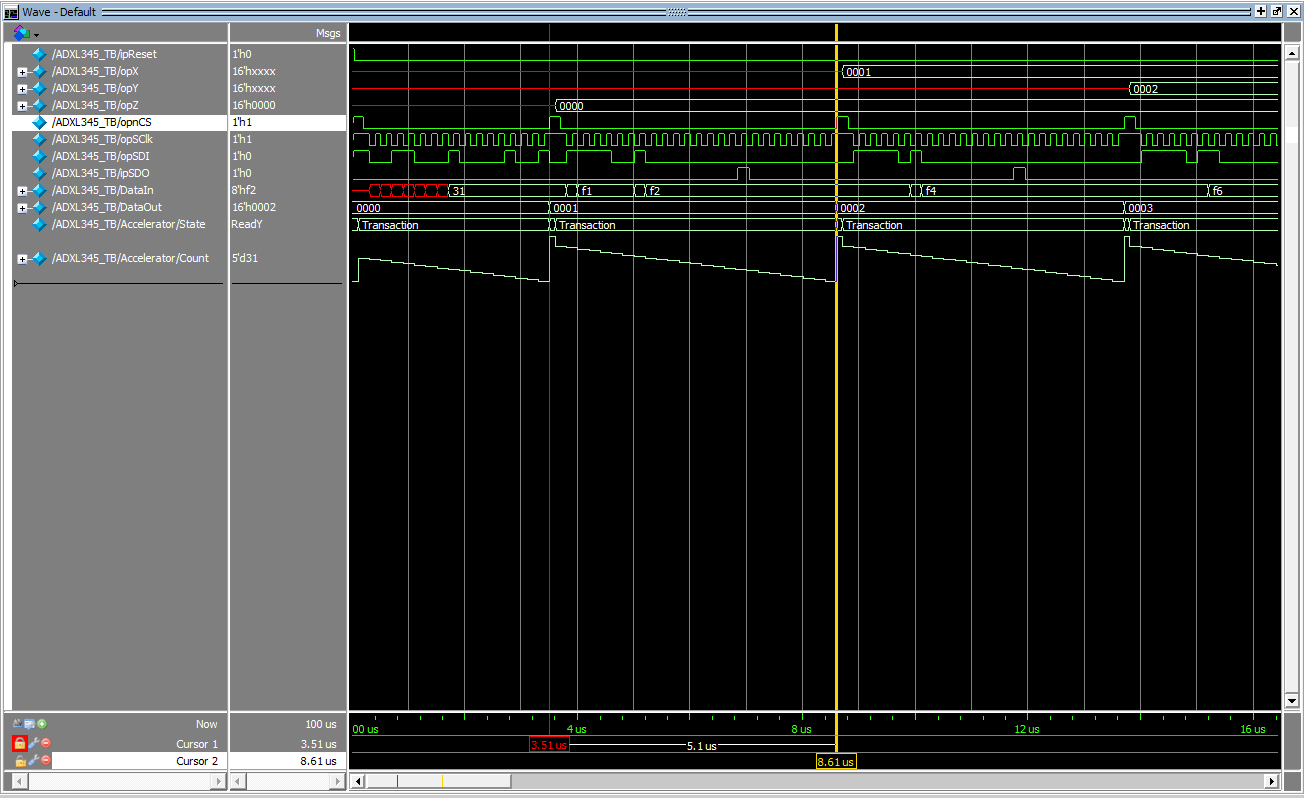 Wave - Default
Msgs
/ADXL345_TB/ipReset 1'h0
/ADXL345_TB/opX 16'hxxxx 0001
/ADXL345_TB/opY 16'hxxxx 0002
/ADXL345_TB/opZ 16'h0000 0000
/ADXL345_TB/opnCS 1'h1
/ADXL345_TB/opSClk 1'h1
/ADXL345_TB/opSDI 1'h0
/ADXL345_TB/ipSDO 1'h0
/ADXL345_TB/DataIn 8'hf2 31 f1 f2 f4 f6
/ADXL345_TB/DataOut 16'h0002 0000 0001 0002 0003
/ADXL345_TB/Accelerator/State ReadY Transaction Transaction Transaction Transaction
/ADXL345_TB/Accelerator/Count 5'd31
Now 100 us 00 us 4 us 8 us 12 us 16 us
Cursor 1 3.51 us 3.51 us 5.1 us
Cursor 2 8.61 us 8.61 us